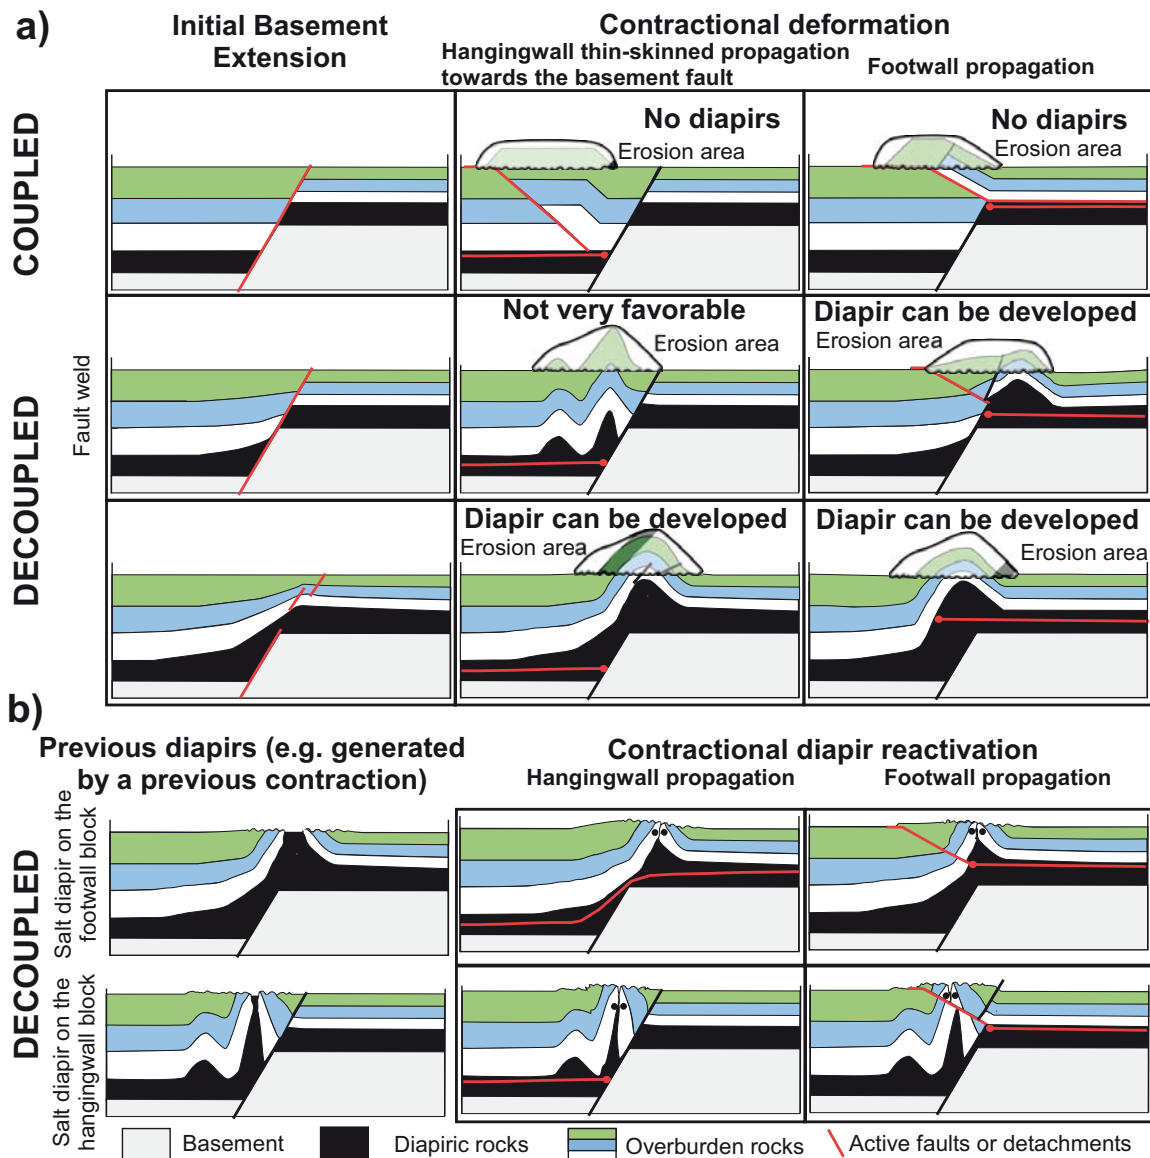 a)
Initial Basement
Extension
Contractional deformation
Hangingwall thin-skinned propagation
towards the basement fault
Footwall propagation
COUPLED
No diapirs
Erosion area
No diapirs
Erosion area
DECOUPLED
Fault weld
Not very favorable
Erosion area
Diapir can be developed
Erosion area
Diapir can be developed
Erosion area
Diapir can be developed
Erosion area
b)
Previous diapirs (e.g. generated
by a previous contraction)
Contractional diapir reactivation
Hangingwall propagation
Footwall propagation
DECOUPLED
Salt diapir on the
footwall block
Salt diapir on the
hangingwall block
Basement
Diapiric rocks
Overburden rocks
Active faults or detachments